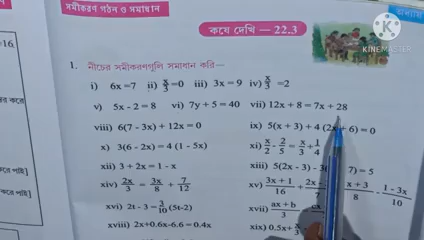 সমীকরণ গঠন ও সমাধান
অধ্যায়
কষে দেখি – 22.3
KINEMASTER
=16.
1. নীচের সমীকরণগুলি সমাধান করি—
i) 6x=7 ii) x/3=0 iii) 3x = 9 iv) x/3 =2
v) 5x - 2 = 8 vi) 7y + 5 = 40 vii) 12x + 8 = 7x + 28
viii) 6(7 - 3x) + 12x = 0 ix) 5(x + 3) + 4 (2x + 6) = 0
x) 3(6 - 2x) = 4 (1 - 5x) xi) x/2 - 2/5 = x/3 + 1/4
xii) 3 + 2x = 1 - x xiii) 5(2x - 3) - 7) = 5
xiv) 2x/3 = 3x/8 + 7/12 xv) 3x + 1/16 + x + 3/8 - 1 - 3x/10
xvi) 2t - 3 = 3/10 (5t-2) xvii) ax + b/3
xviii) 2x+0.6x-6.6 = 0.4x xix) 0.5x+